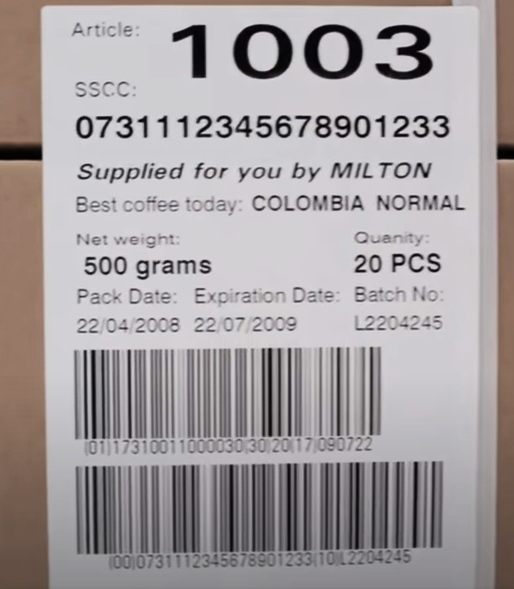 Article: 1003
SSCC:
0731112345678901233
Supplied for you by MILTON
Best coffee today: COLOMBIA NORMAL
Net weight: Quanity:
500 grams 20 PCS
Pack Date: Expiration Date: Batch No:
22/04/2008 22/07/2009 L2204245
(01)17310011000030(30)20(17)090722
(00)0731112345678901233(10)L2204245